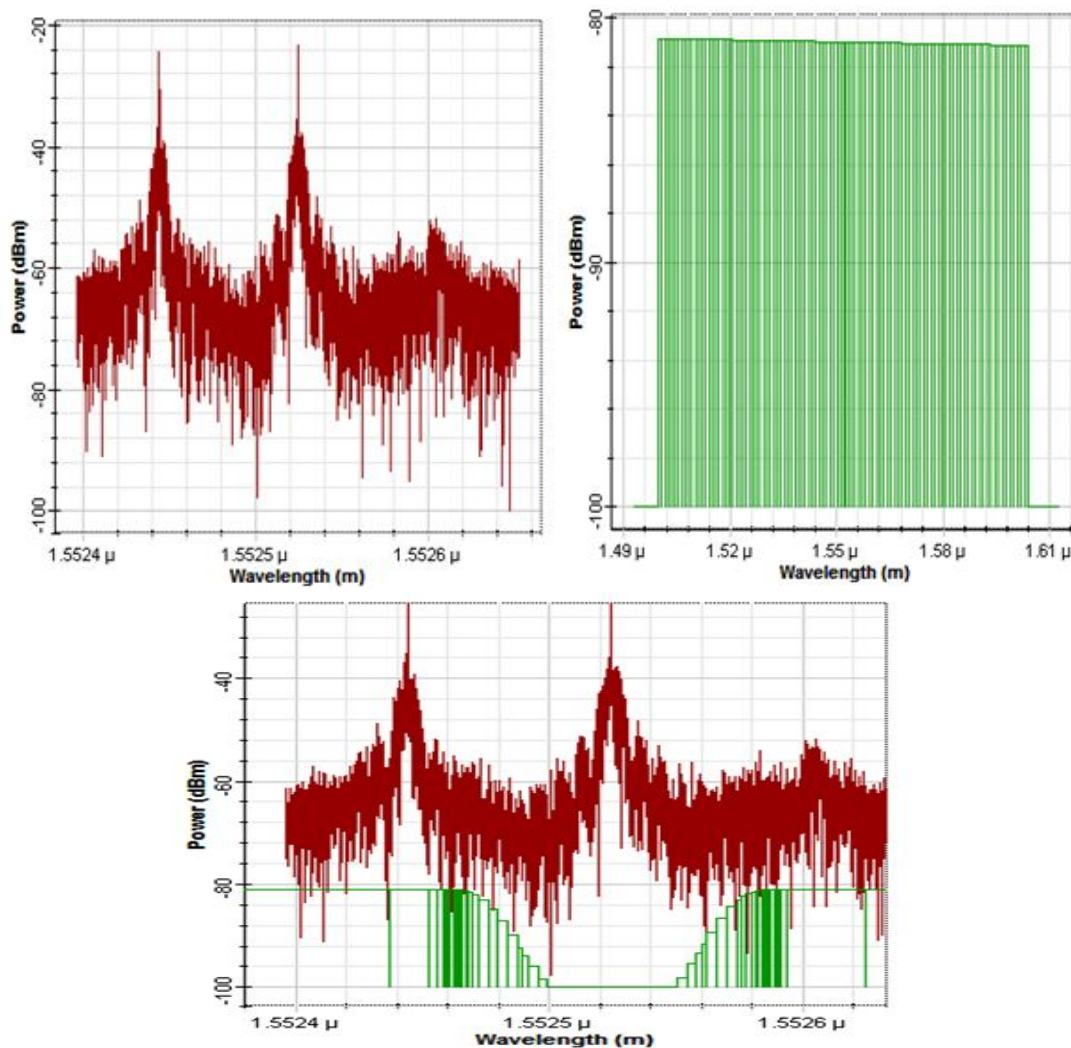 Power (dBm)
-20
-40
-60
-80
-100
1.5524 µ
1.5525 µ
1.5526 µ
Wavelength (m)
Power (dBm)
-80
-90
-100
1.49 µ
1.52 µ
1.55 µ
1.58 µ
1.61 µ
Wavelength (m)
Power (dBm)
-40
-60
-80
-100
1.5524 µ
1.5525 µ
1.5526 µ
Wavelength (m)